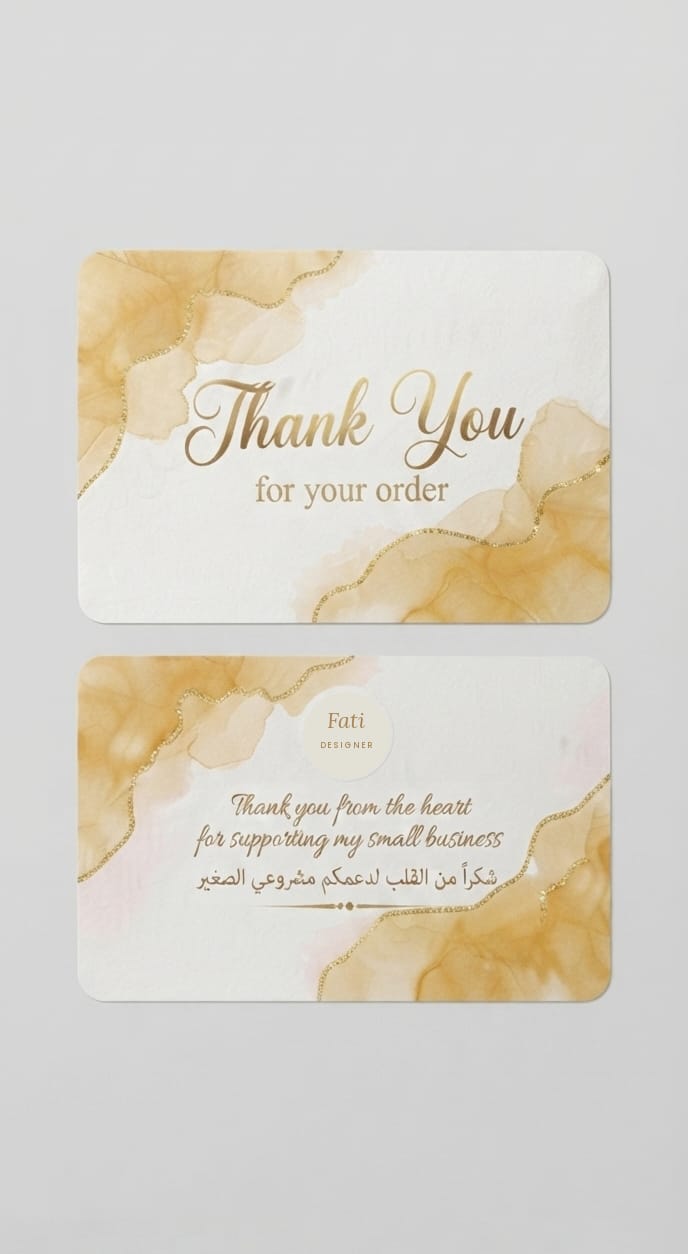 Thank You
for your order
Fati
DESIGNER
Thank you from the heart
for supporting my small business
شكراً من القلب لدعمكم مشروعي الصغير